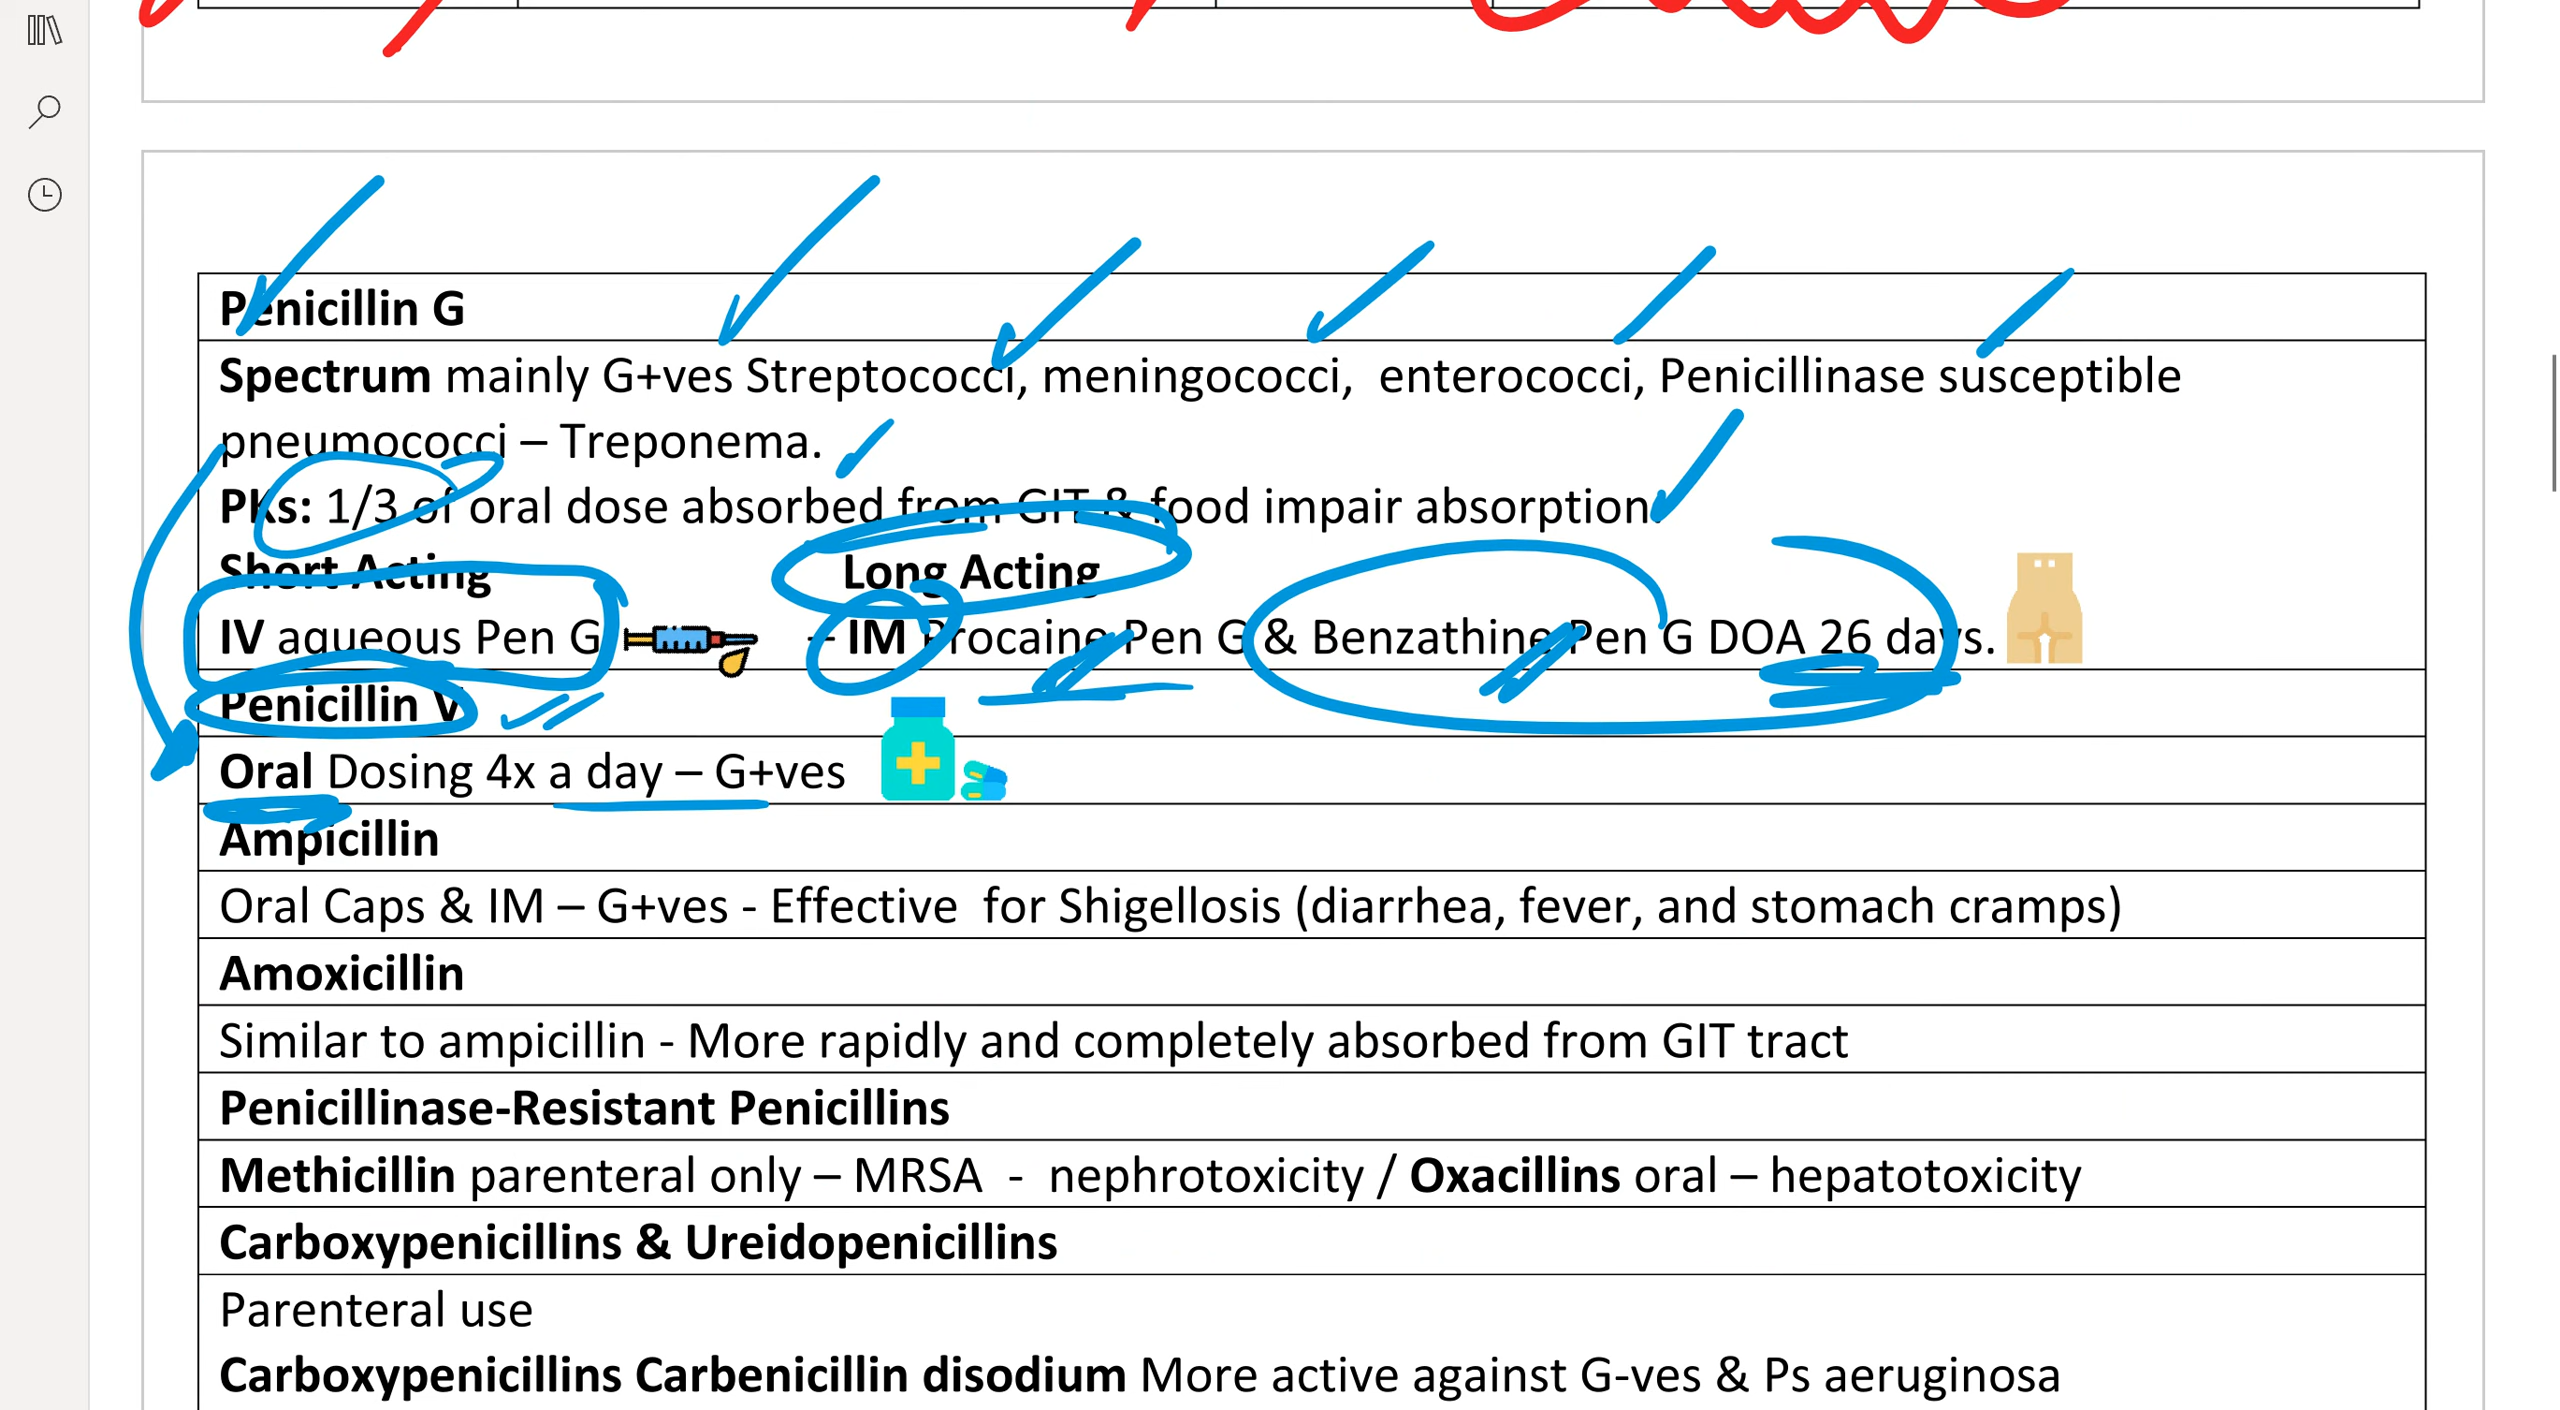 Penicillin G
Spectrum mainly G+ves Streptococci, meningococci, enterococci, Penicillinase susceptible
pneumococci – Treponema.
PKs: 1/3 of oral dose absorbed from GIT & food impair absorption.
Short Acting Long Acting
IV aqueous Pen G – IM Procaine Pen G & Benzathine Pen G DOA 26 days.
Penicillin V
Oral Dosing 4x a day – G+ves
Ampicillin
Oral Caps & IM – G+ves - Effective for Shigellosis (diarrhea, fever, and stomach cramps)
Amoxicillin
Similar to ampicillin - More rapidly and completely absorbed from GIT tract
Penicillinase-Resistant Penicillins
Methicillin parenteral only – MRSA - nephrotoxicity / Oxacillins oral – hepatotoxicity
Carboxypenicillins & Ureidopenicillins
Parenteral use
Carboxypenicillins Carbenicillin disodium More active against G-ves & Ps aeruginosa